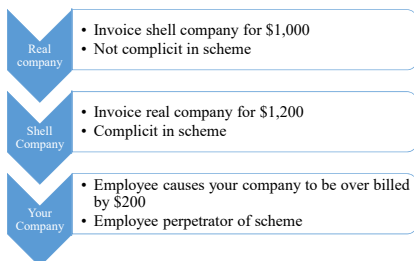 Real
company
• Invoice shell company for $1,000
• Not complicit in scheme
Shell
Company
• Invoice real company for $1,200
• Complicit in scheme
Your
Company
• Employee causes your company to be over billed
by $200
• Employee perpetrator of scheme